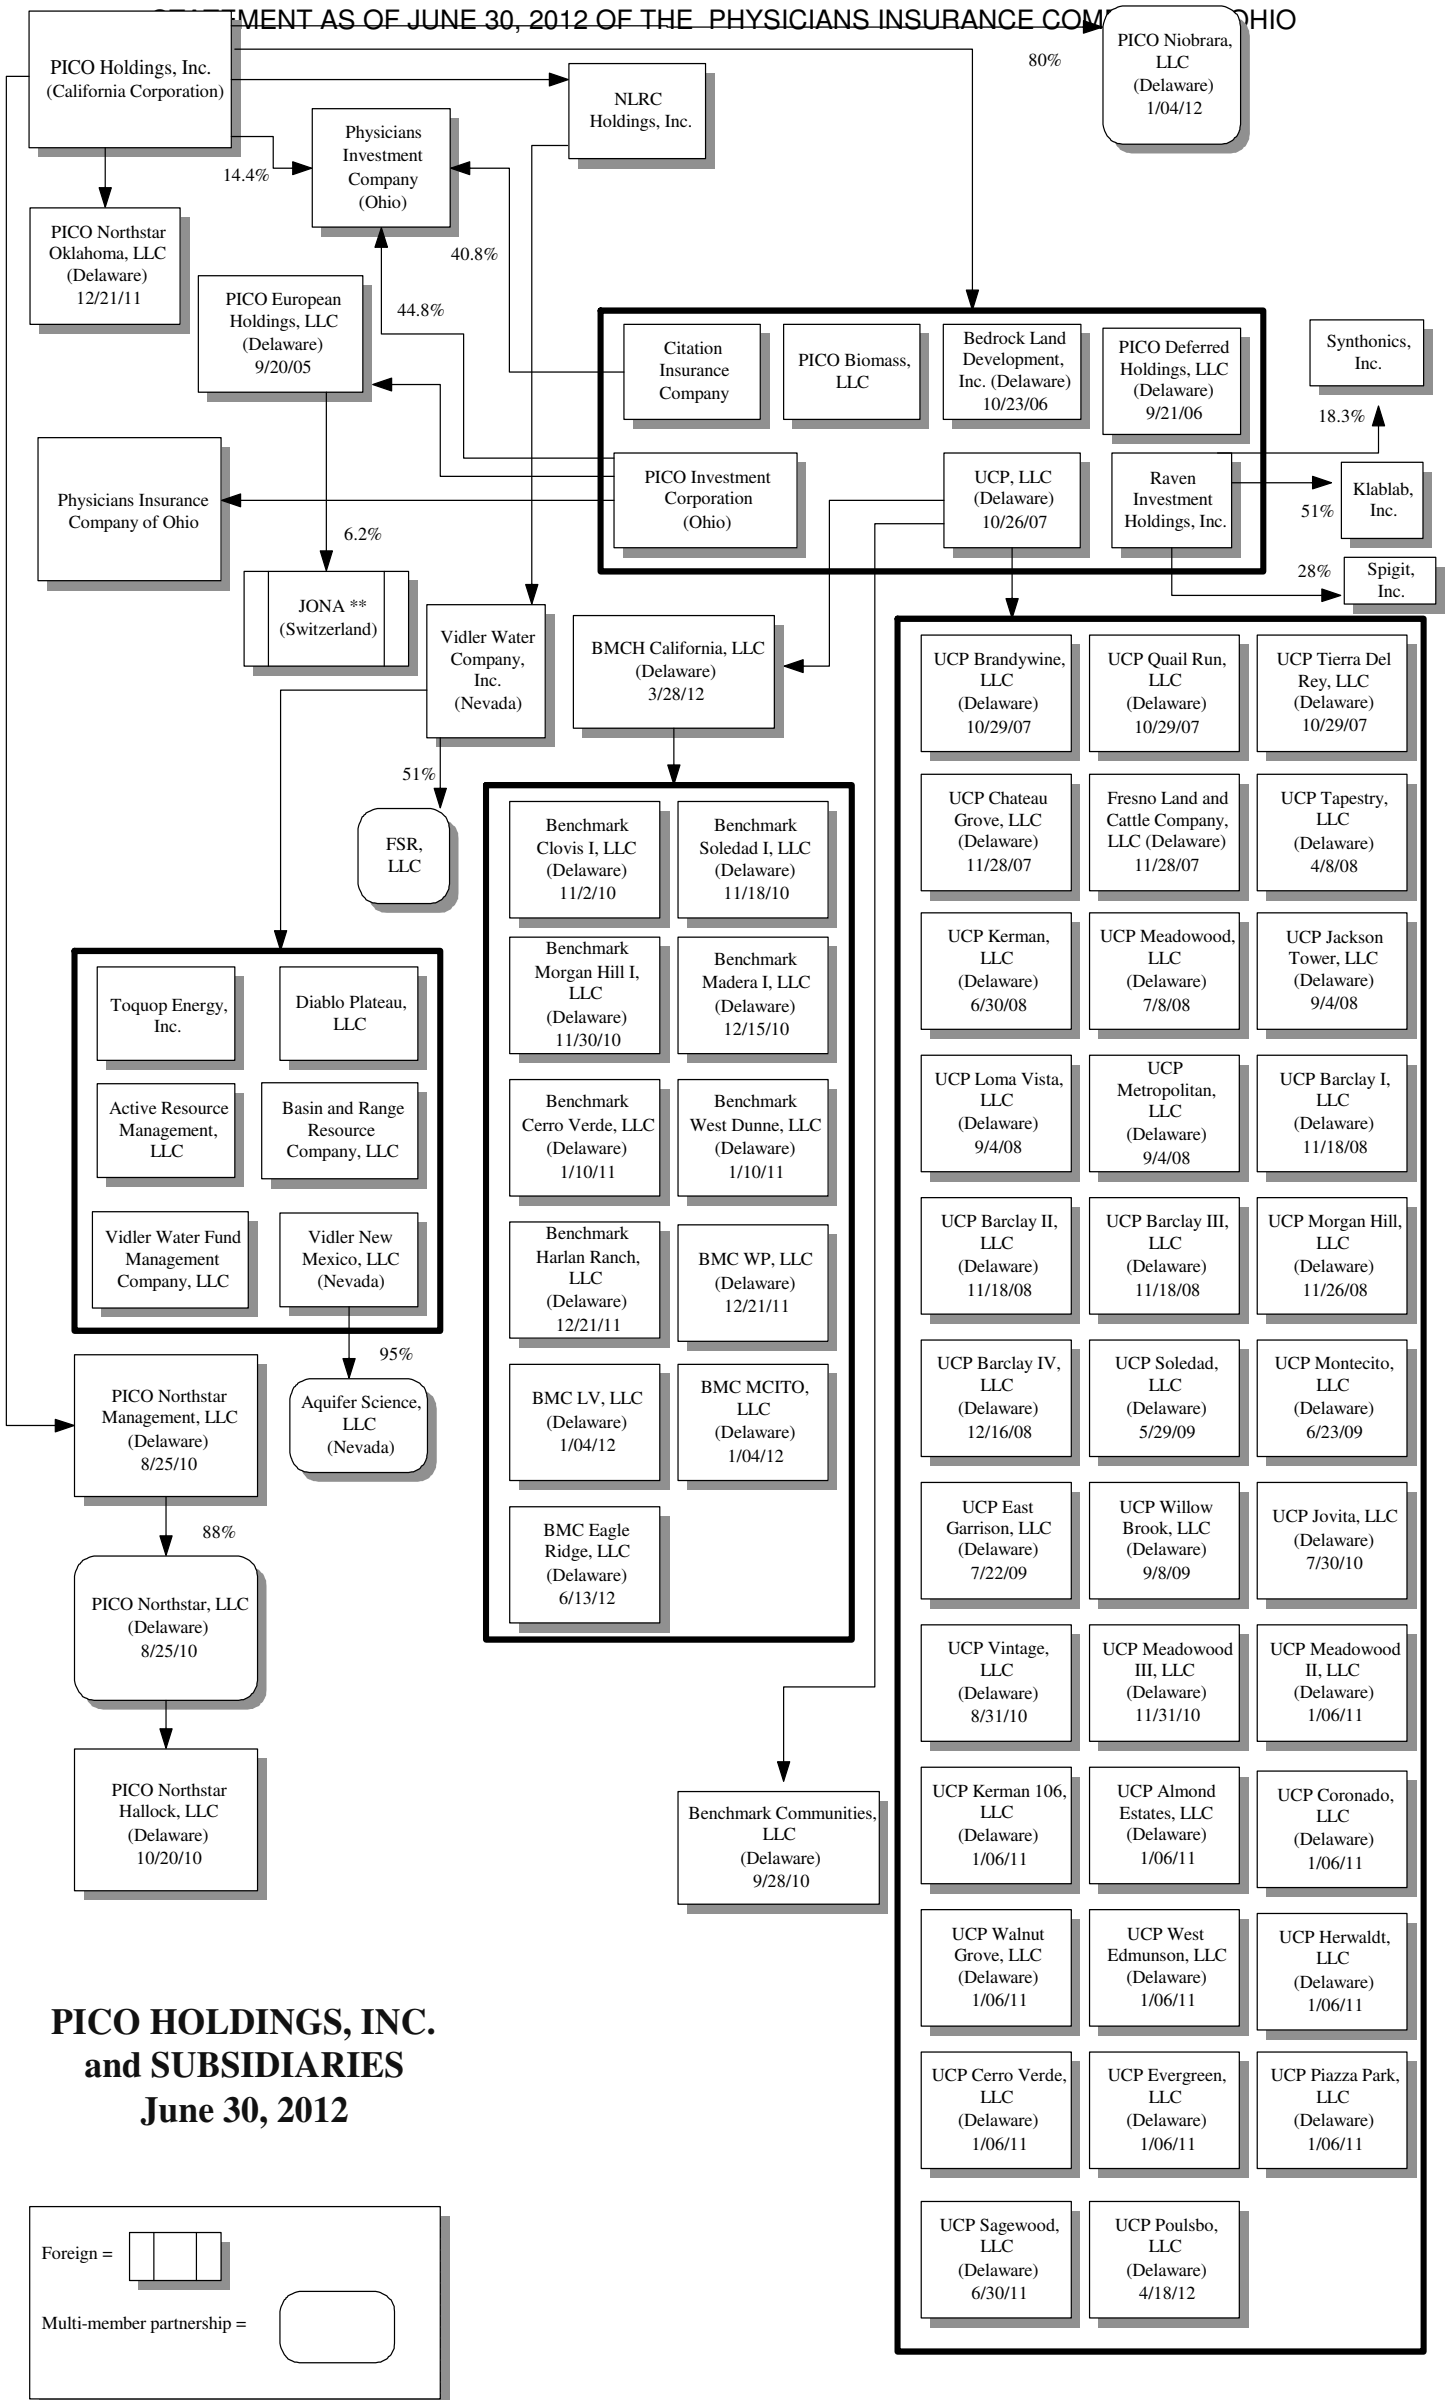 STATEMENT AS OF JUNE 30, 2012 OF THE PHYSICIANS INSURANCE COM OHIO
PICO Holdings, Inc.
(California Corporation)
PICO Niobrara,
LLC
(Delaware)
1/04/12
80%
NLRC
Holdings, Inc.
Physicians
Investment
Company
(Ohio)
14.4%
40.8%
44.8%
PICO Northstar
Oklahoma, LLC
(Delaware)
12/21/11
PICO European
Holdings, LLC
(Delaware)
9/20/05
Citation
Insurance
Company
PICO Biomass,
LLC
Bedrock Land
Development,
Inc. (Delaware)
10/23/06
PICO Deferred
Holdings, LLC
(Delaware)
9/21/06
Synthonics,
Inc.
18.3%
Physicians Insurance
Company of Ohio
PICO Investment
Corporation
(Ohio)
UCP, LLC
(Delaware)
10/26/07
Raven
Investment
Holdings, Inc.
51%
Klablab,
Inc.
28%
Spigit,
Inc.
6.2%
JONA **
(Switzerland)
Vidler Water
Company,
Inc.
(Nevada)
BMCH California, LLC
(Delaware)
3/28/12
51%
FSR,
LLC
Toquop Energy,
Inc.
Diablo Plateau,
LLC
Active Resource
Management,
LLC
Basin and Range
Resource
Company, LLC
Vidler Water Fund
Management
Company, LLC
Vidler New
Mexico, LLC
(Nevada)
95%
Aquifer Science,
LLC
(Nevada)
PICO Northstar
Management, LLC
(Delaware)
8/25/10
88%
PICO Northstar, LLC
(Delaware)
8/25/10
PICO Northstar
Hallock, LLC
(Delaware)
10/20/10
Benchmark
Clovis I, LLC
(Delaware)
11/2/10
Benchmark
Soledad I, LLC
(Delaware)
11/18/10
Benchmark
Morgan Hill I,
LLC
(Delaware)
11/30/10
Benchmark
Madera I, LLC
(Delaware)
12/15/10
Benchmark
Cerro Verde, LLC
(Delaware)
1/10/11
Benchmark
West Dunne, LLC
(Delaware)
1/10/11
Benchmark
Harlan Ranch,
LLC
(Delaware)
12/21/11
BMC WP, LLC
(Delaware)
12/21/11
BMC LV, LLC
(Delaware)
1/04/12
BMC MCITO,
LLC
(Delaware)
1/04/12
BMC Eagle
Ridge, LLC
(Delaware)
6/13/12
Benchmark Communities,
LLC
(Delaware)
9/28/10
UCP Brandywine,
LLC
(Delaware)
10/29/07
UCP Quail Run,
LLC
(Delaware)
10/29/07
UCP Tierra Del
Rey, LLC
(Delaware)
10/29/07
UCP Chateau
Grove, LLC
(Delaware)
11/28/07
Fresno Land and
Cattle Company,
LLC (Delaware)
11/28/07
UCP Tapestry,
LLC
(Delaware)
4/8/08
UCP Kerman,
LLC
(Delaware)
6/30/08
UCP Meadowood,
LLC
(Delaware)
7/8/08
UCP Jackson
Tower, LLC
(Delaware)
9/4/08
UCP Loma Vista,
LLC
(Delaware)
9/4/08
UCP
Metropolitan,
LLC
(Delaware)
9/4/08
UCP Barclay I,
LLC
(Delaware)
11/18/08
UCP Barclay II,
LLC
(Delaware)
11/18/08
UCP Barclay III,
LLC
(Delaware)
11/18/08
UCP Morgan Hill,
LLC
(Delaware)
11/26/08
UCP Barclay IV,
LLC
(Delaware)
12/16/08
UCP Soledad,
LLC
(Delaware)
5/29/09
UCP Montecito,
LLC
(Delaware)
6/23/09
UCP East
Garrison, LLC
(Delaware)
7/22/09
UCP Willow
Brook, LLC
(Delaware)
9/8/09
UCP Jovita, LLC
(Delaware)
7/30/10
UCP Vintage,
LLC
(Delaware)
8/31/10
UCP Meadowood
III, LLC
(Delaware)
11/31/10
UCP Meadowood
II, LLC
(Delaware)
1/06/11
UCP Kerman 106,
LLC
(Delaware)
1/06/11
UCP Almond
Estates, LLC
(Delaware)
1/06/11
UCP Coronado,
LLC
(Delaware)
1/06/11
UCP Walnut
Grove, LLC
(Delaware)
1/06/11
UCP West
Edmunson, LLC
(Delaware)
1/06/11
UCP Herwaldt,
LLC
(Delaware)
1/06/11
UCP Cerro Verde,
LLC
(Delaware)
1/06/11
UCP Evergreen,
LLC
(Delaware)
1/06/11
UCP Piazza Park,
LLC
(Delaware)
1/06/11
UCP Sagewood,
LLC
(Delaware)
6/30/11
UCP Poulsbo,
LLC
(Delaware)
4/18/12
PICO HOLDINGS, INC.
and SUBSIDIARIES
June 30, 2012
Foreign =
Multi-member partnership =